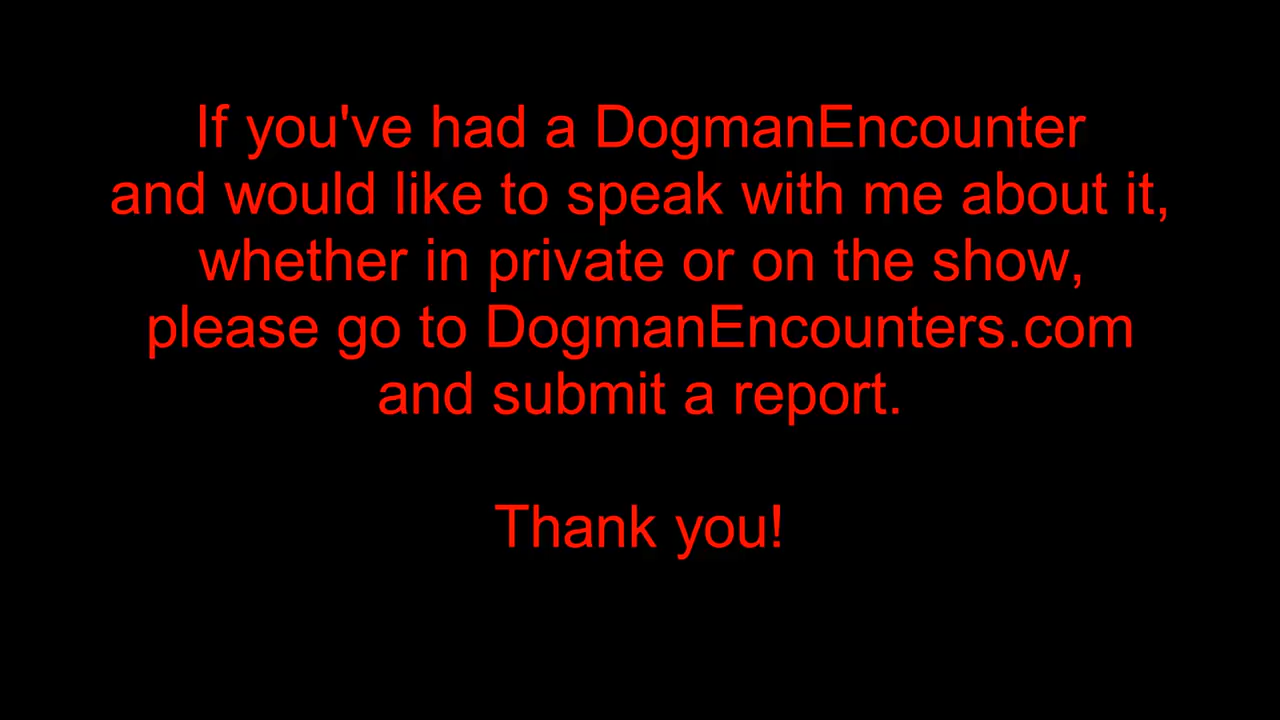 If you've had a DogmanEncounter
and would like to speak with me about it,
whether in private or on the show,
please go to DogmanEncounters.com
and submit a report.
Thank you!